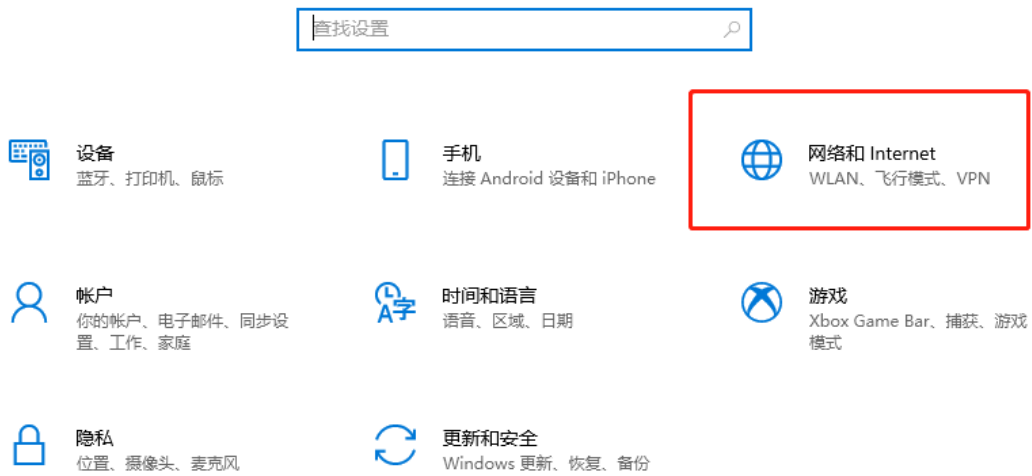 查找设置
设备
蓝牙、打印机、鼠标
手机
连接 Android 设备和 iPhone
网络和 Internet
WLAN、飞行模式、VPN
帐户
你的帐户、电子邮件、同步设
置、工作、家庭
时间和语言
语音、区域、日期
游戏
Xbox Game Bar、捕获、游戏
模式
隐私
位置、摄像头、麦克风
更新和安全
Windows 更新、恢复、备份